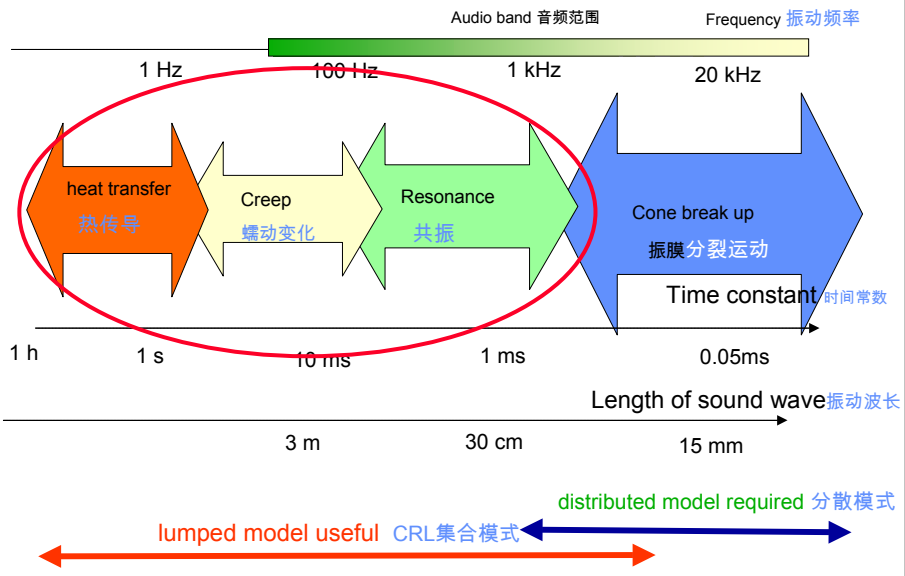 Audio band 音频范围
Frequency 振动频率
1 Hz
100 Hz
1 kHz
20 kHz
heat transfer
热传导
Creep
蠕动变化
Resonance
共振
Cone break up
振膜分裂运动
Time constant 时间常数
1 h
1 s
10 ms
1 ms
0.05ms
Length of sound wave振动波长
3 m
30 cm
15 mm
distributed model required 分散模式
lumped model useful CRL集合模式